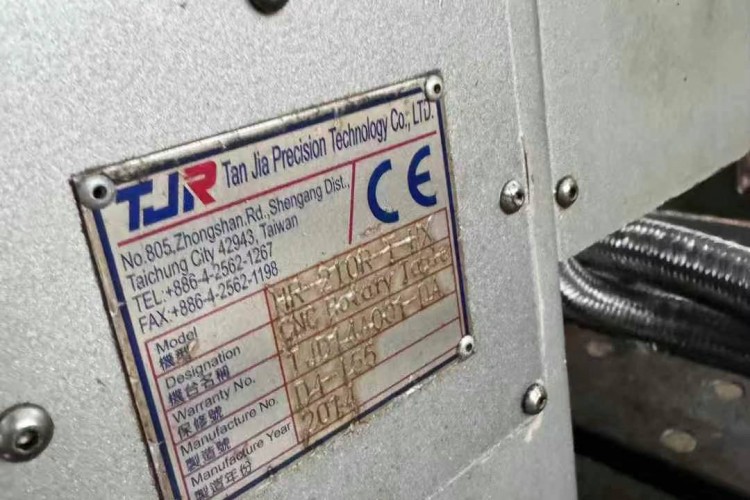 TJR Tan Jia Precision Technology Co., LTD.
No.805,Zhongshan.Rd.,Shengang Dist.,
Taichung City 42943, Taiwan
TEL:+886-4-2562-1267
FAX:+886-4-2562-1198
CE
Model
機型
Designation CNC Rotary Table
機台名稱
Warranty No.
保修號
Manufacture No.
製造號
Manufacture Year 2014
製造年份